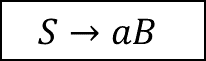 S → aB